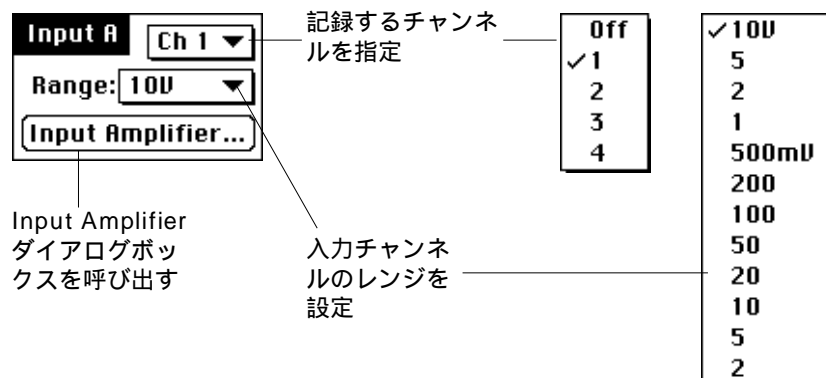 Input A
Ch 1
Range: 10V
Input Amplifier...
記録するチャンネ
ルを指定
Off
✓1
2
3
4
✓10V
5
2
1
500mV
200
100
50
20
10
5
2
Input Amplifier
ダイアログボッ
クスを呼び出す
入力チャンネ
ルのレンジを
設定